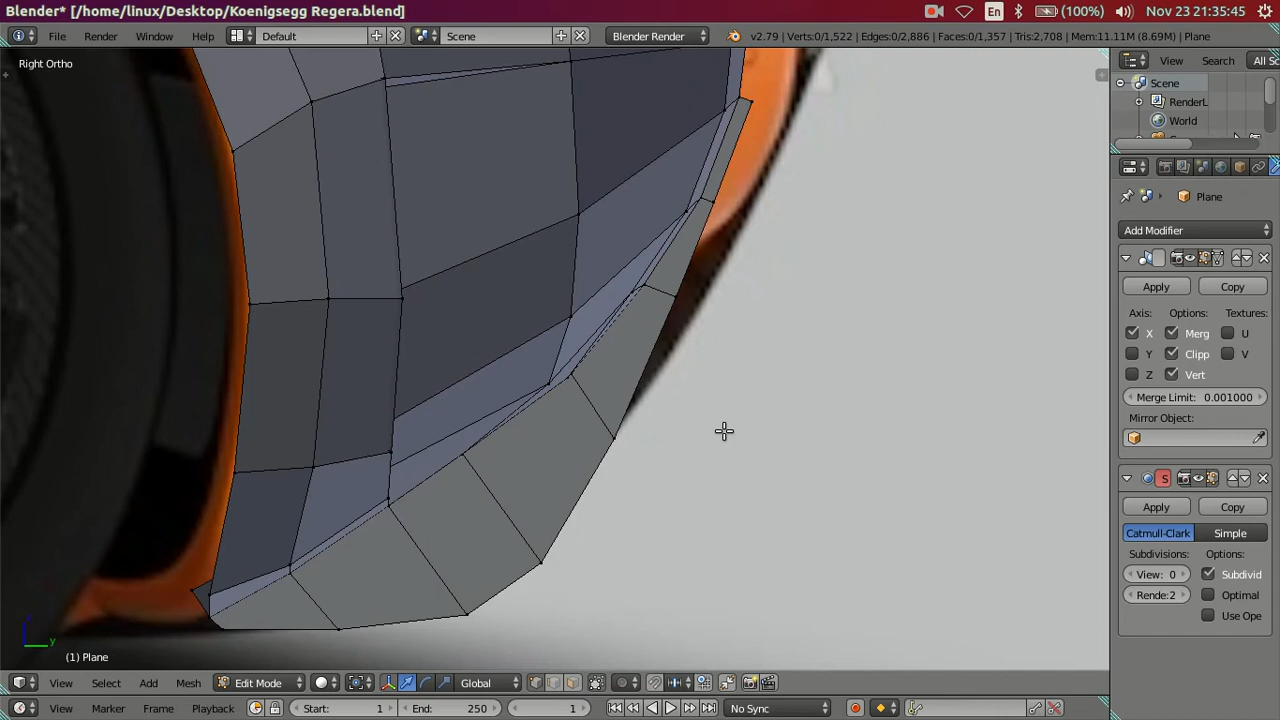 Blender* [/home/linux/Desktop/Koenigsegg Regera.blend]
En (100%) Nov 23 21:35:45
File Render Window Help Default Scene Blender Render v2.79 | Verts:0/1,522 | Edges:0/2,886 | Faces:0/1,357 | Tris:2,708 | Mem:11.11M (8.69M) | Plane
Right Ortho
View Search All Sc
Scene
RenderL
World
Plane
Add Modifier
Apply Copy
Axis: Options: Textures:
X Merg U
Y Clipp V
Z Vert
Merge Limit: 0.001000
Mirror Object:
S
Apply Copy
Catmull-Clark Simple
Subdivisions: Options:
View: 0 Subdivid
Rende: 2 Optimal
Use Ope
z
y
(1) Plane
View Select Add Mesh Edit Mode Global
View Marker Frame Playback Start: 1 End: 250 1 No Sync